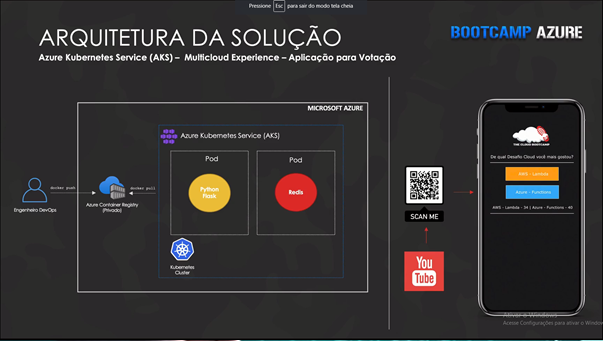 Pressione Esc para sair do modo tela cheia
ARQUITETURA DA SOLUÇÃO
Azure Kubernetes Service (AKS) – Multicloud Experience – Aplicação para Votação
BOOTCAMP AZURE
MICROSOFT AZURE
Azure Kubernetes Service (AKS)
Pod
Pod
Python
Flask
Redis
docker push
docker pull
Engenheiro DevOps
Azure Container Registry
(Privado)
Kubernetes
Cluster
SCAN ME
You
Tube
THE CLOUD BOOTCAMP
De qual Desafio Cloud você mais gostou?
AWS - Lambda
Azure - Functions
AWS - Lambda - 34 | Azure - Functions - 40
Ativar o Windows
Acesse Configurações para ativar o Windows